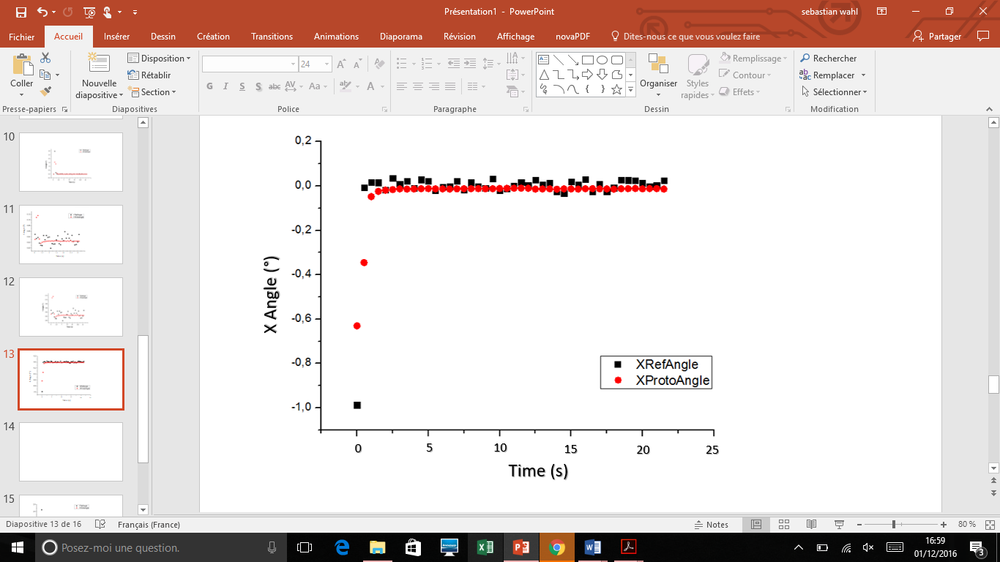 Présentation1 - PowerPoint
sebastian wahl
Fichier Accueil Insérer Dessin Création Transitions Animations Diaporama Révision Affichage novaPDF Dites-nous ce que vous voulez faire Partager
Coller
Presse-papiers
Nouvelle diapositive
Disposition
Rétablir
Section
Diapositives
24
G I S S abc AV Aa A
Police
Paragraphe
Organiser
Styles rapides
Remplissage
Contour
Effets
Dessin
Rechercher
Remplacer
Sélectionner
Modification
10
11
12
13
14
15
0,2
0,0
-0,2
-0,4
-0,6
-0,8
-1,0
X Angle (°)
XRefAngle
XProtoAngle
0 5 10 15 20 25
Time (s)
Diapositive 13 de 16 Français (France) Notes 80 %
Posez-moi une question.
16:59
01/12/2016
3